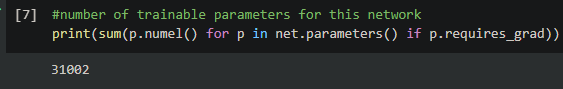 [7] #number of trainable parameters for this network
print(sum(p.numel() for p in net.parameters() if p.requires_grad))
31002